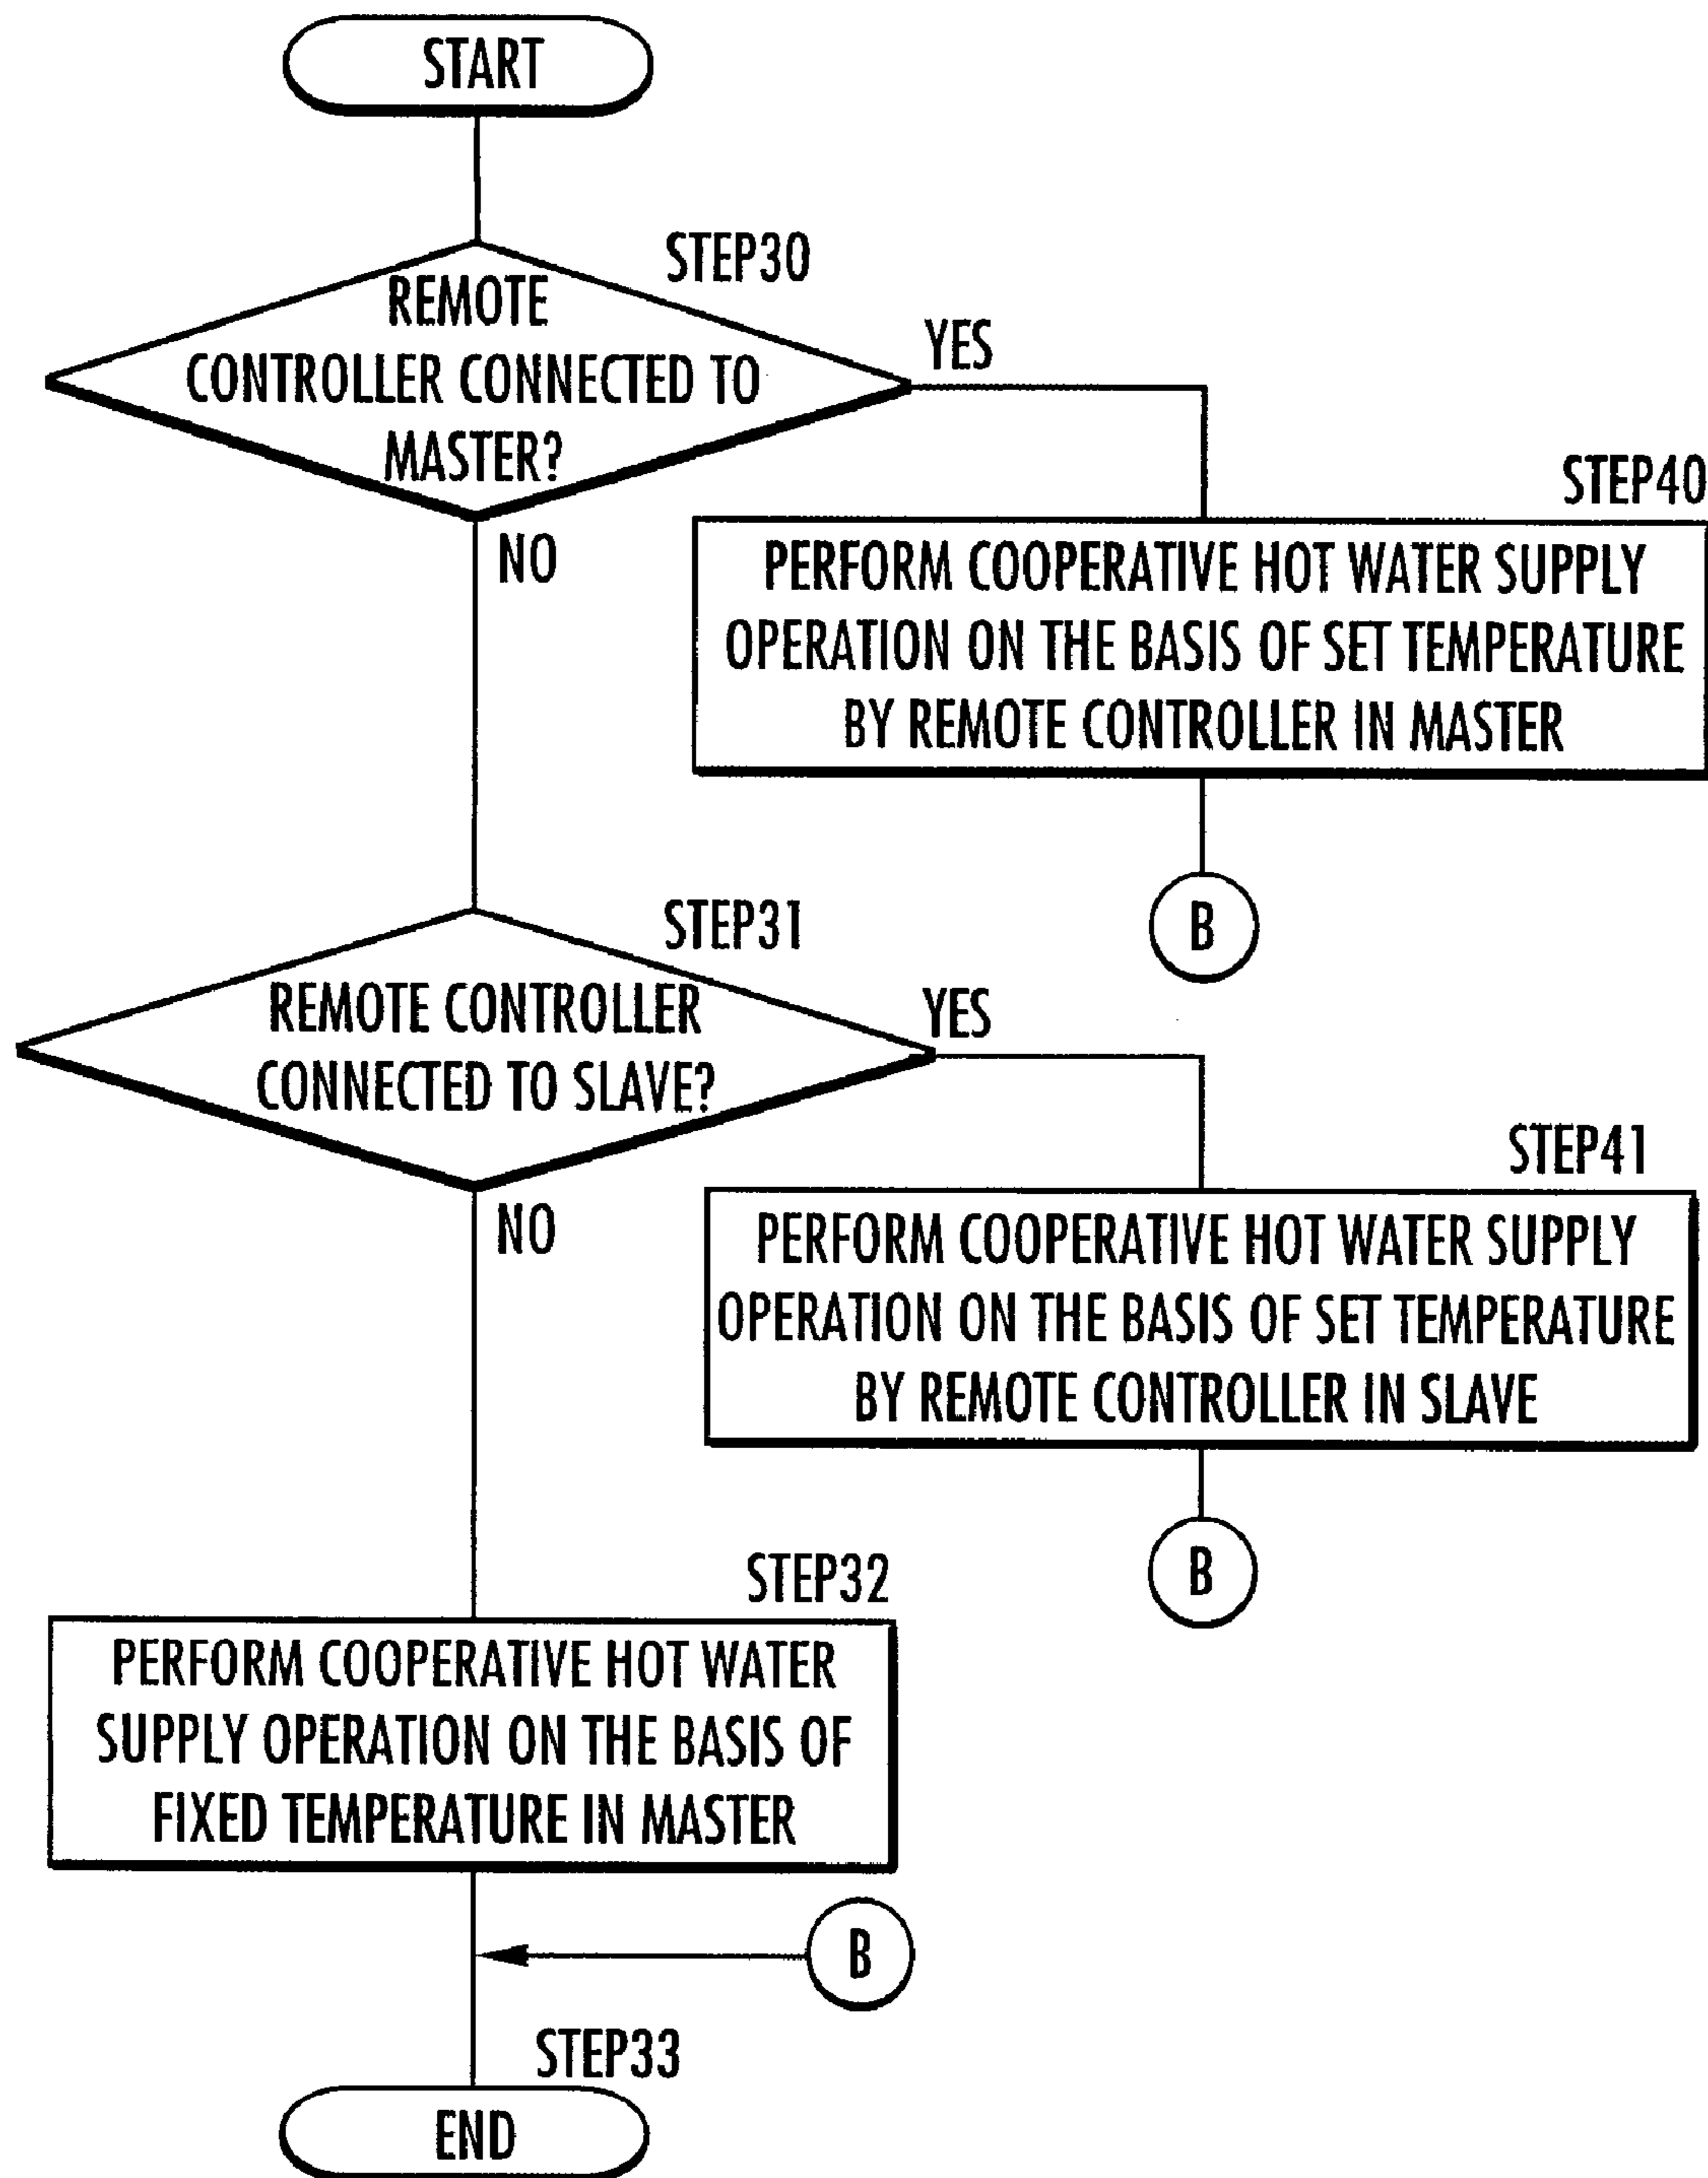 START
STEP30
REMOTE
CONTROLLER CONNECTED TO
MASTER?
YES
NO
STEP40
PERFORM COOPERATIVE HOT WATER SUPPLY
OPERATION ON THE BASIS OF SET TEMPERATURE
BY REMOTE CONTROLLER IN MASTER
B
STEP31
REMOTE CONTROLLER
CONNECTED TO SLAVE?
YES
NO
STEP41
PERFORM COOPERATIVE HOT WATER SUPPLY
OPERATION ON THE BASIS OF SET TEMPERATURE
BY REMOTE CONTROLLER IN SLAVE
B
STEP32
PERFORM COOPERATIVE HOT WATER
SUPPLY OPERATION ON THE BASIS OF
FIXED TEMPERATURE IN MASTER
B
STEP33
END